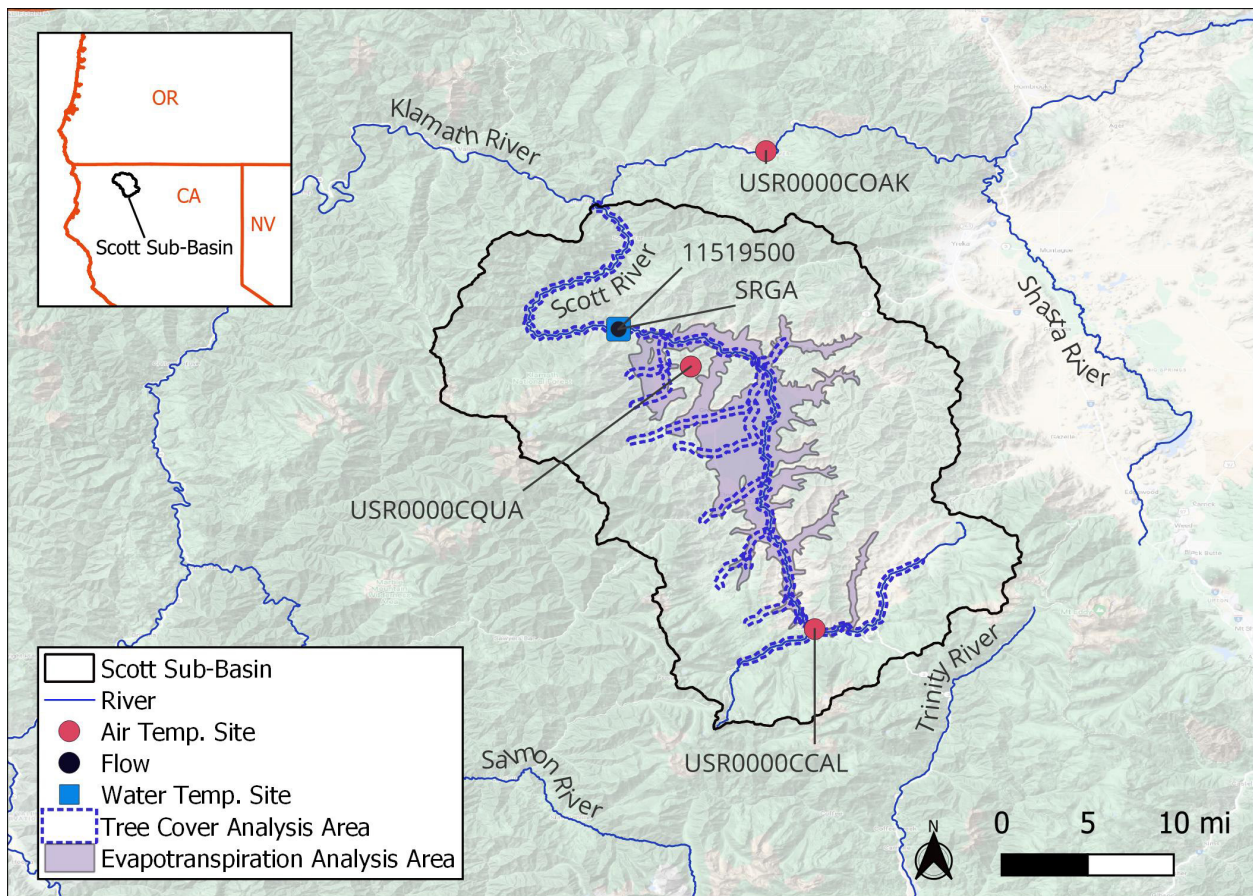 OR
CA
NV
Scott Sub-Basin
Klamath River
USR0000COAK
11519500
SRGA
Scott River
Shasta River
USR0000CQUA
Trinity River
USR0000CCAL
Salmon River
Scott Sub-Basin
River
Air Temp. Site
Flow
Water Temp. Site
Tree Cover Analysis Area
Evapotranspiration Analysis Area
N
0 5 10 mi